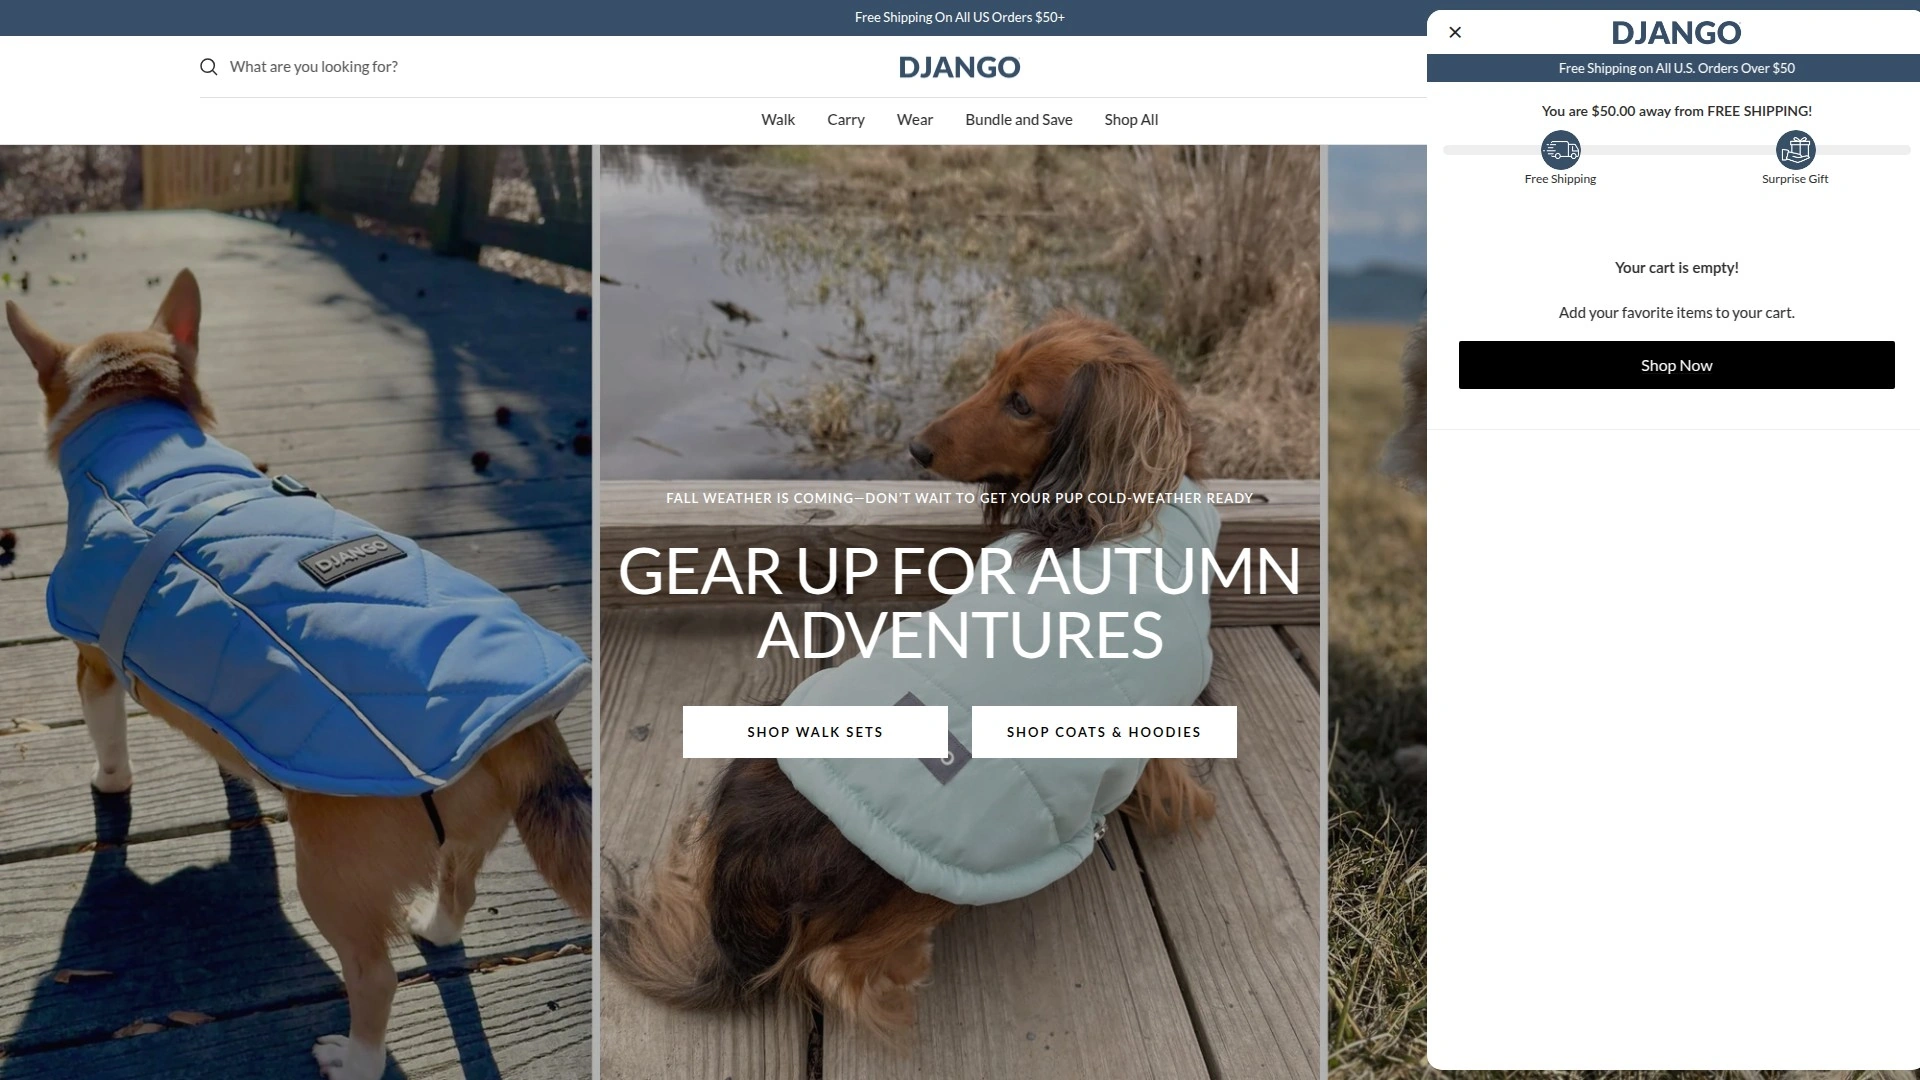 Free Shipping On All US Orders $50+
What are you looking for?
DJANGO
Walk
Carry
Wear
Bundle and Save
Shop All
DJANGO
FALL WEATHER IS COMING—DON'T WAIT TO GET YOUR PUP COLD-WEATHER READY
GEAR UP FOR AUTUMN
ADVENTURES
SHOP WALK SETS
SHOP COATS & HOODIES
DJANGO
Free Shipping on All U.S. Orders Over $50
You are $50.00 away from FREE SHIPPING!
Free Shipping
Surprise Gift
Your cart is empty!
Add your favorite items to your cart.
Shop Now